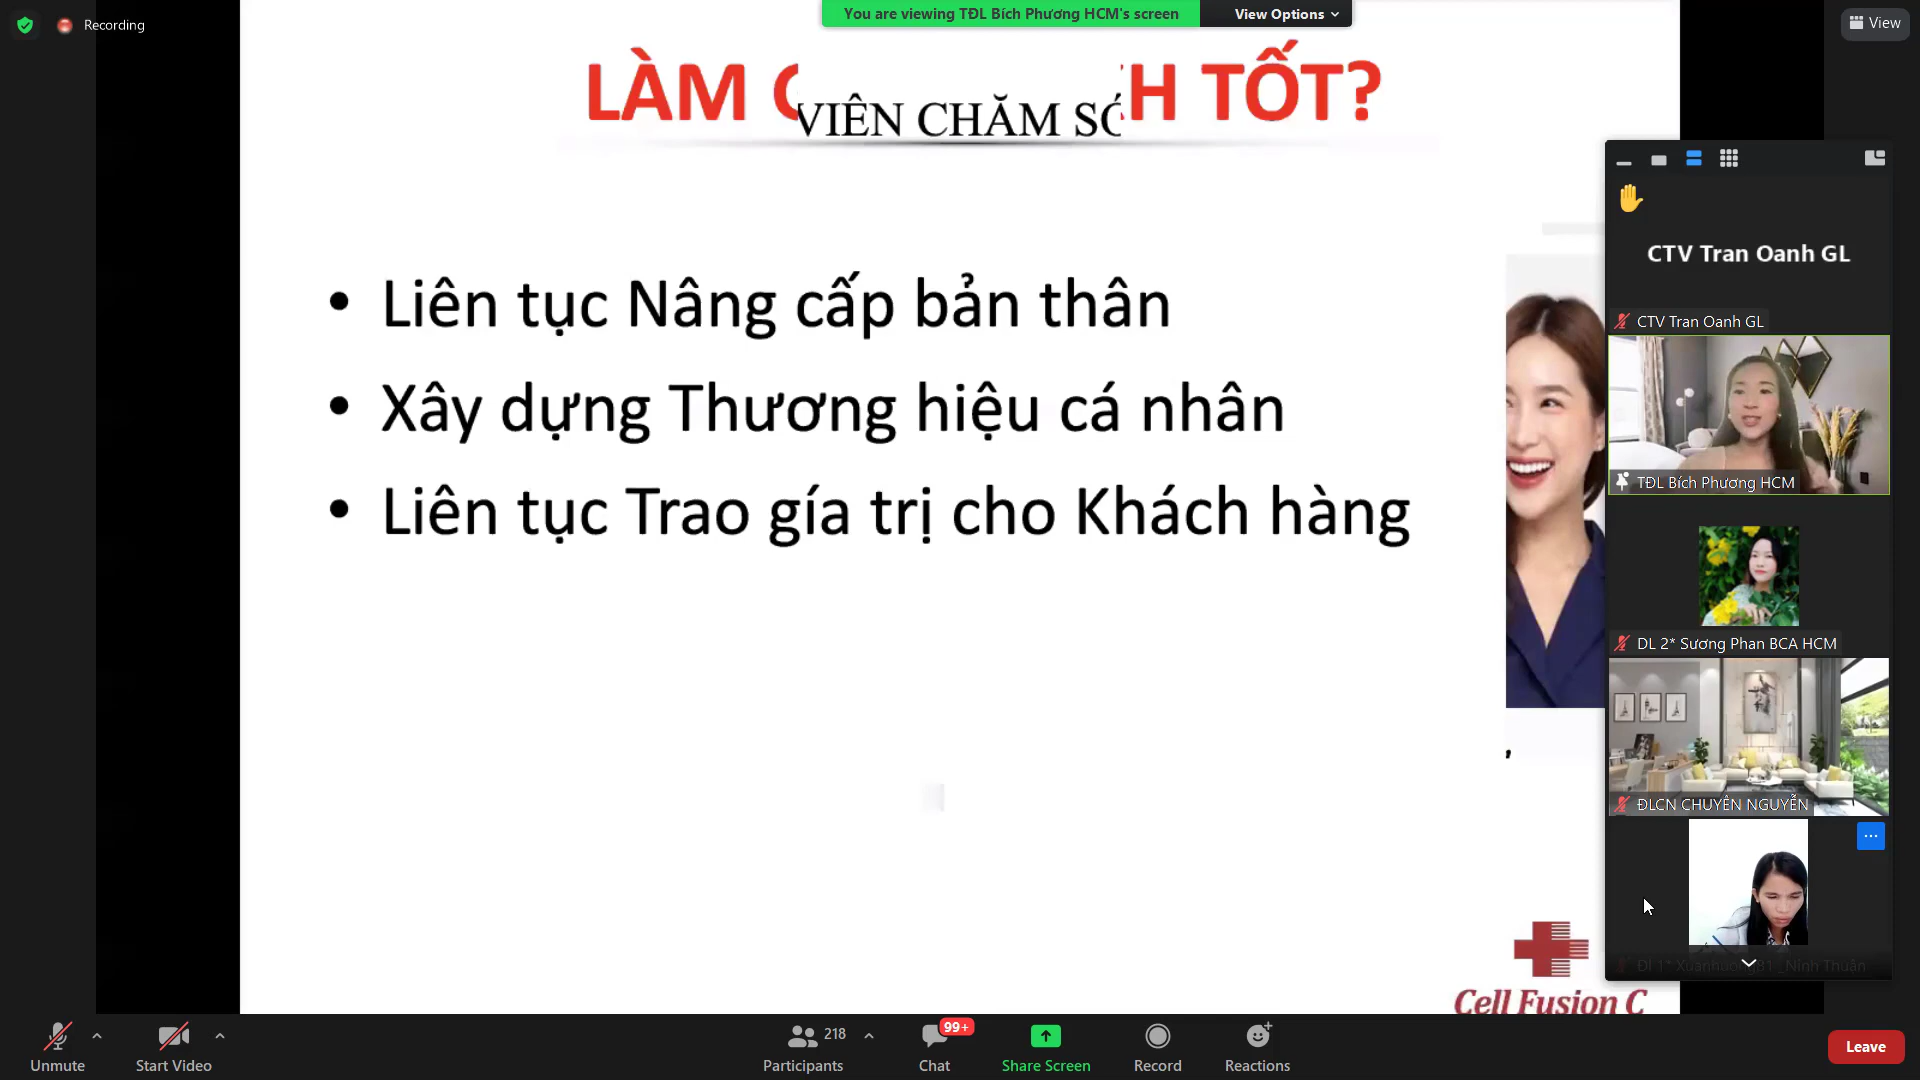 Recording
You are viewing TĐL Bích Phương HCM's screen
View Options
View
LÀM
H TỐT?
VIÊN CHĂM SÓ
• Liên tục Nâng cấp bản thân
• Xây dựng Thương hiệu cá nhân
• Liên tục Trao gía trị cho Khách hàng
CTV Tran Oanh GL
CTV Tran Oanh GL
TĐL Bích Phương HCM
DL 2* Sương Phan BCA HCM
ĐLCN CHUYÊN NGUYỄN
Ninh Thuận
Cell Fusion C
Unmute
Start Video
218
Participants
99+
Chat
Share Screen
Record
Reactions
Leave